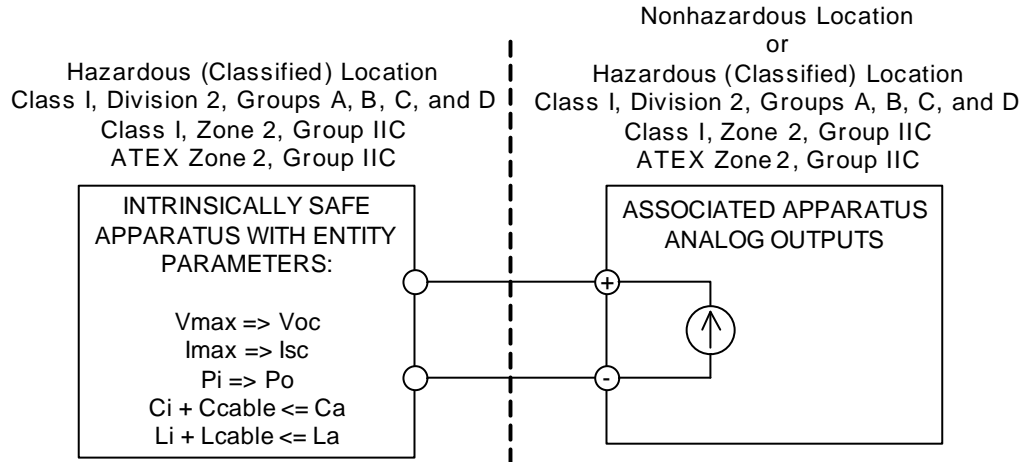 Nonhazardous Location
or
Hazardous (Classified) Location
Class I, Division 2, Groups A, B, C, and D
Class I, Zone 2, Group IIC
ATEX Zone 2, Group IIC
Hazardous (Classified) Location
Class I, Division 2, Groups A, B, C, and D
Class I, Zone 2, Group IIC
ATEX Zone 2, Group IIC
INTRINSICALLY SAFE
APPARATUS WITH ENTITY
PARAMETERS:
Vmax => Voc
Imax => Isc
Pi => Po
Ci + Ccable <= Ca
Li + Lcable <= La
ASSOCIATED APPARATUS
ANALOG OUTPUTS
+
-